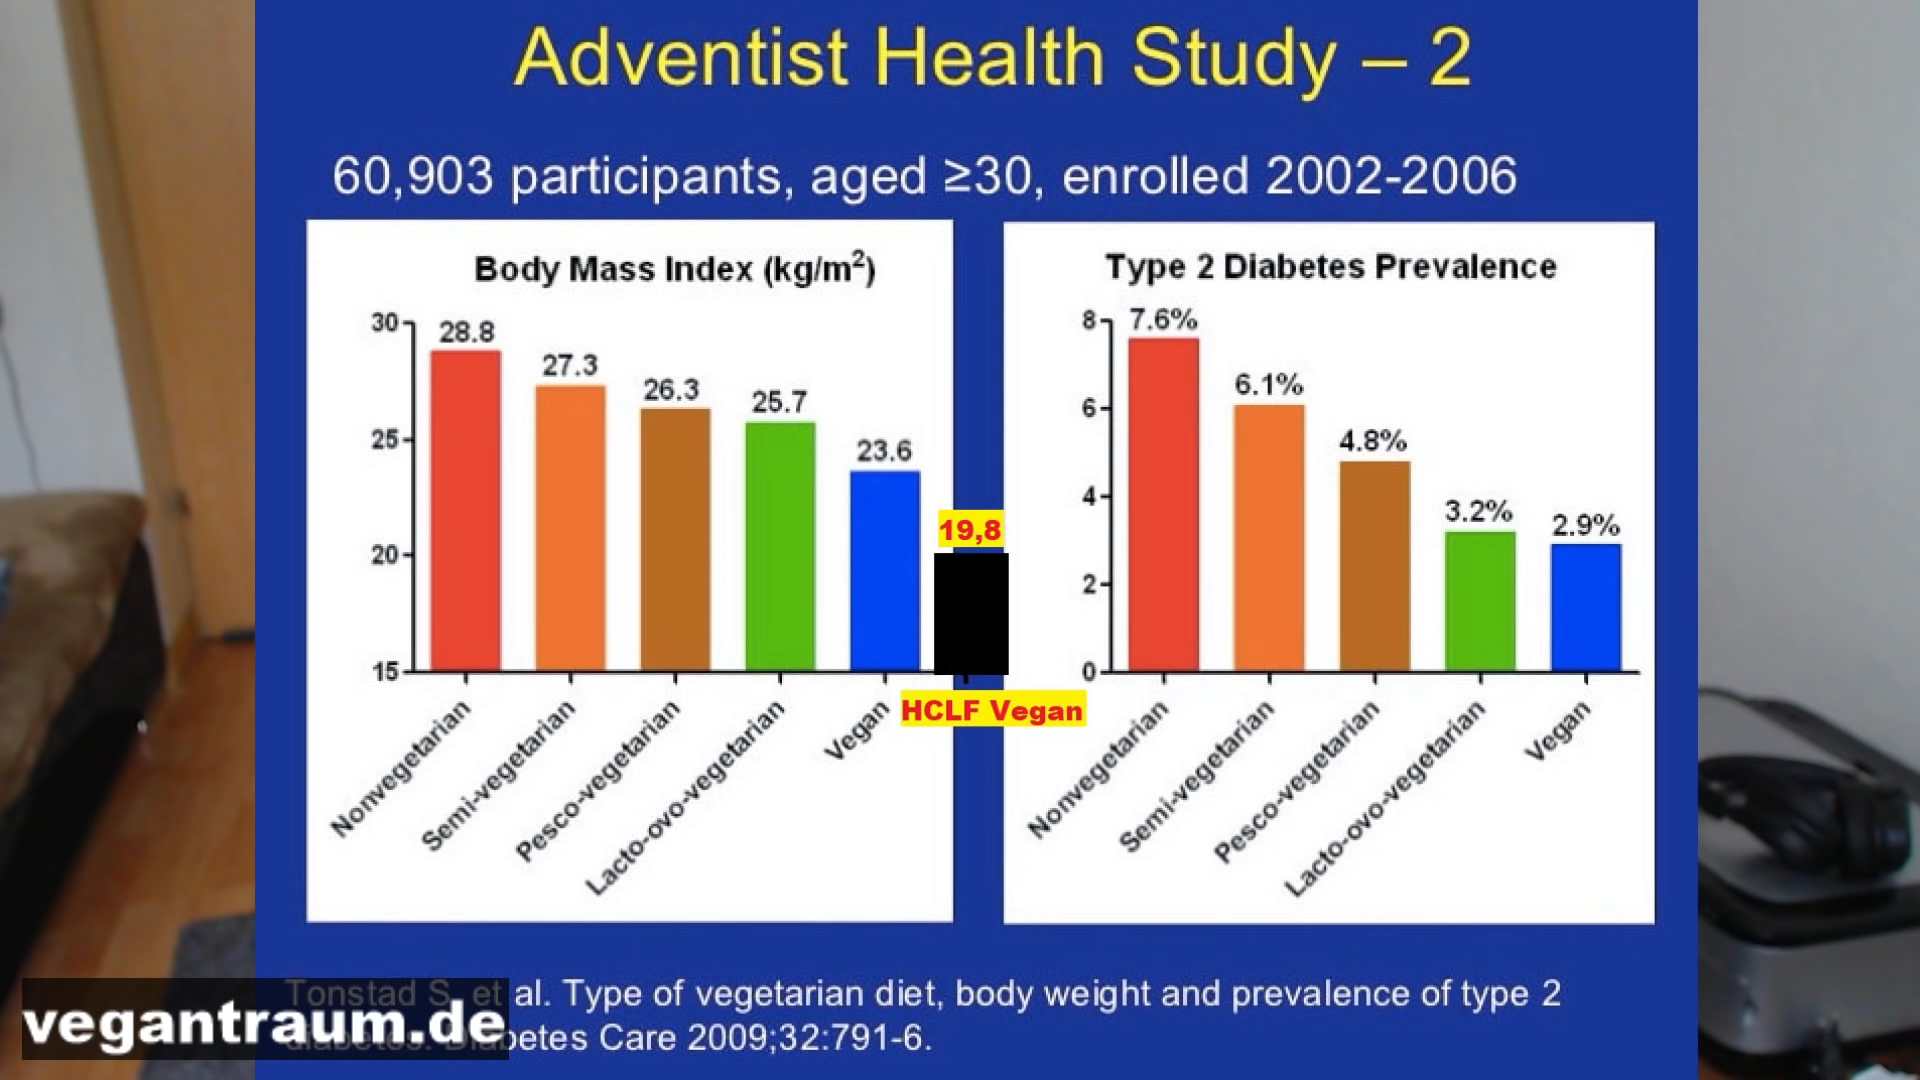 Adventist Health Study – 2
60,903 participants, aged ≥30, enrolled 2002-2006
Body Mass Index (kg/m²)
30
25
20
15
28.8
27.3
26.3
25.7
23.6
19,8
Nonvegetarian
Semi-vegetarian
Pesco-vegetarian
Lacto-ovo-vegetarian
Vegan
HCLF Vegan
Type 2 Diabetes Prevalence
8
6
4
2
0
7.6%
6.1%
4.8%
3.2%
2.9%
Nonvegetarian
Semi-vegetarian
Pesco-vegetarian
Lacto-ovo-vegetarian
Vegan
Tonstad S, et al. Type of vegetarian diet, body weight and prevalence of type 2
diabetes. Diabetes Care 2009;32:791-6.
vegantraum.de